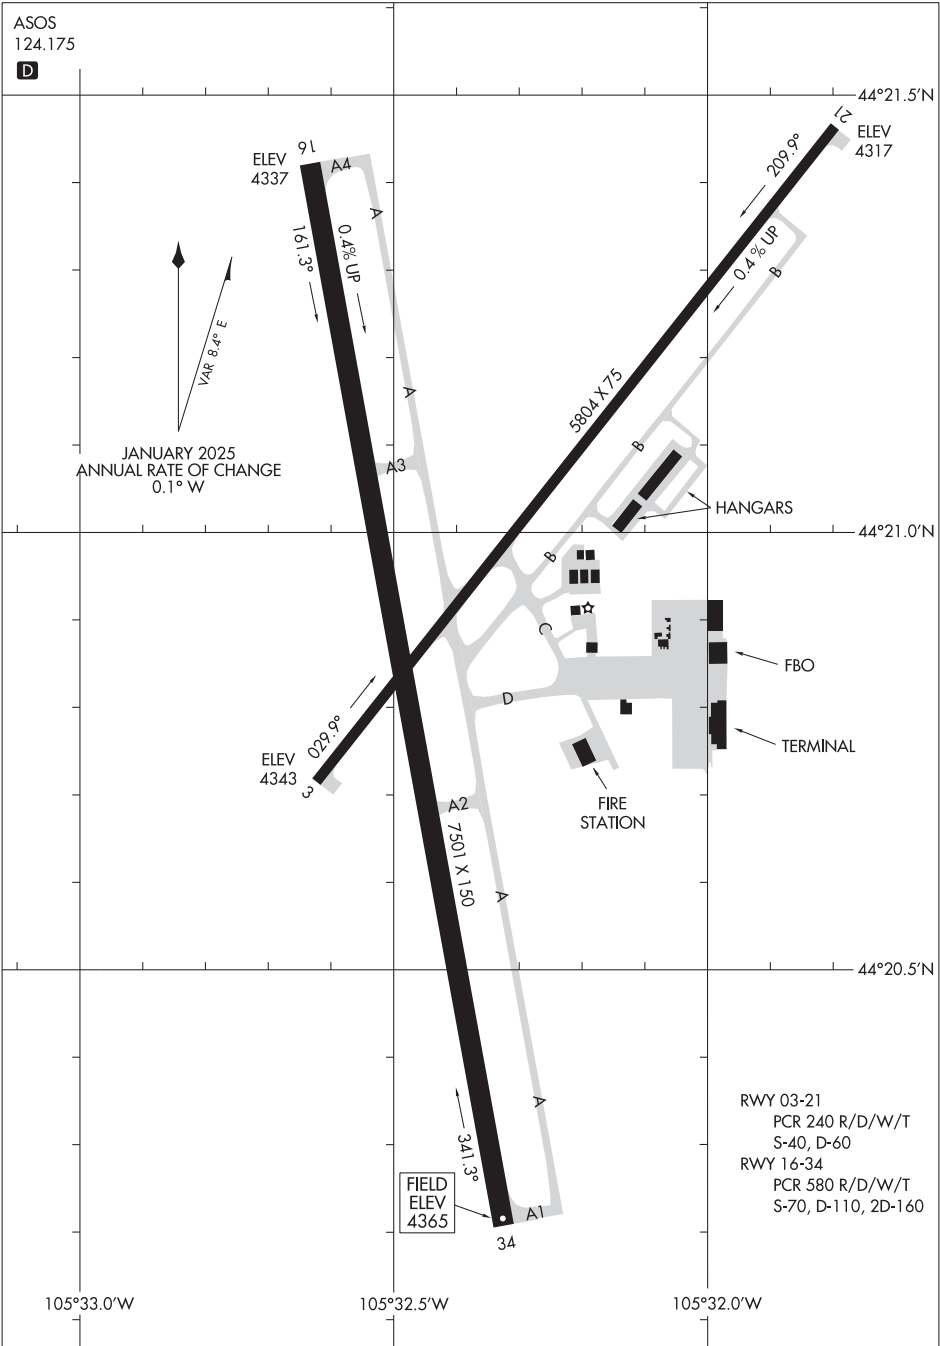 ASOS
124.175
D
44°21.5'N
21
ELEV
4317
209.9°
16
ELEV
4337
A4
A
161.3°
0.4% UP
0.4% UP
B
VAR 8.4° E
JANUARY 2025
ANNUAL RATE OF CHANGE
0.1° W
A
5804 X 75
B
A3
HANGARS
44°21.0'N
B
C
FBO
D
TERMINAL
029.9°
ELEV
4343
3
FIRE
STATION
A2
7501 X 150
A
44°20.5'N
A
341.3°
RWY 03-21
PCR 240 R/D/W/T
S-40, D-60
RWY 16-34
PCR 580 R/D/W/T
S-70, D-110, 2D-160
FIELD
ELEV
4365
A1
34
105°33.0'W
105°32.5'W
105°32.0'W